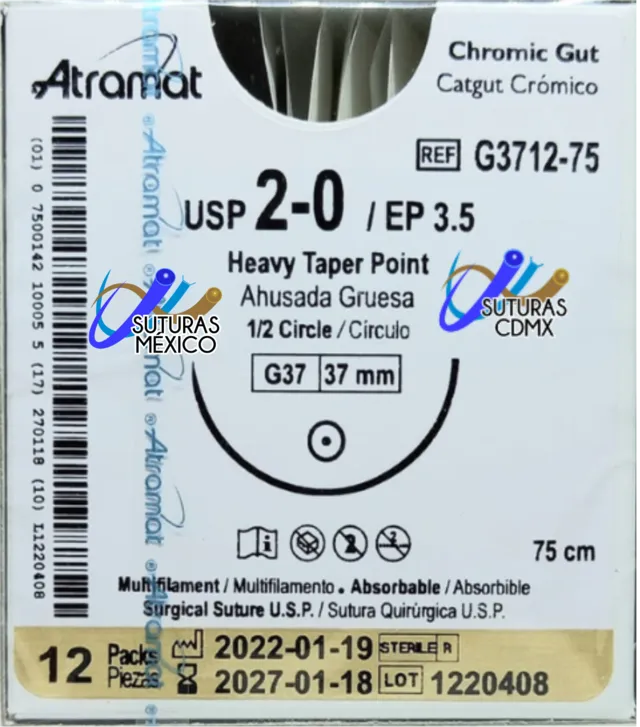 Atramat
Chromic Gut
Catgut Crómico
REF G3712-75
USP 2-0 / EP 3.5
Heavy Taper Point
Ahusada Gruesa
1/2 Circle / Circulo
G37 37 mm
SUTURAS
MÉXICO
SUTURAS
CDMX
75 cm
Multifilament / Multifilamento • Absorbable / Absorbible
Surgical Suture U.S.P. / Sutura Quirúrgica U.S.P.
12 Packs
Piezas
2022-01-19 STERILE R
2027-01-18 LOT 1220408
(01) 0 7500142 10005 5 (17) 270118 (10) L1220408
®Atramat
®Atramat
®Atramat